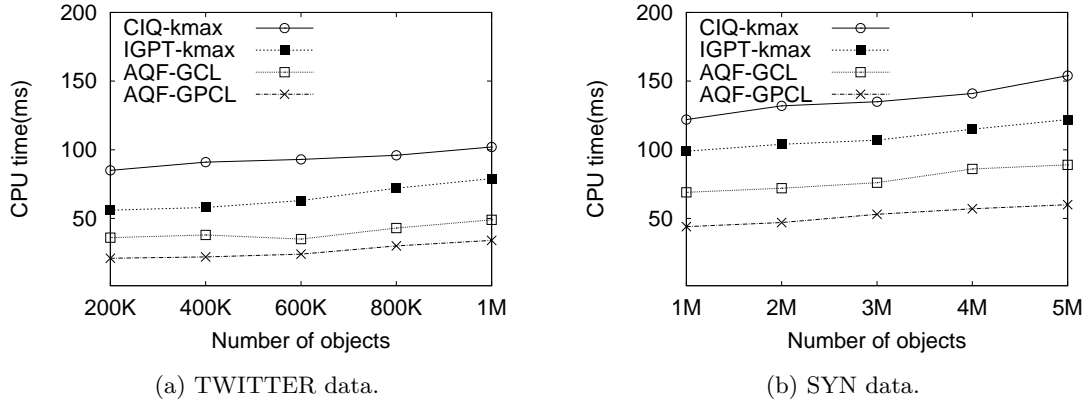 200
150
100
50
CPU time(ms)
CIQ-kmax
IGPT-kmax
AQF-GCL
AQF-GPCL
200K 400K 600K 800K 1M
Number of objects
(a) TWITTER data.
200
150
100
50
CPU time(ms)
CIQ-kmax
IGPT-kmax
AQF-GCL
AQF-GPCL
1M 2M 3M 4M 5M
Number of objects
(b) SYN data.